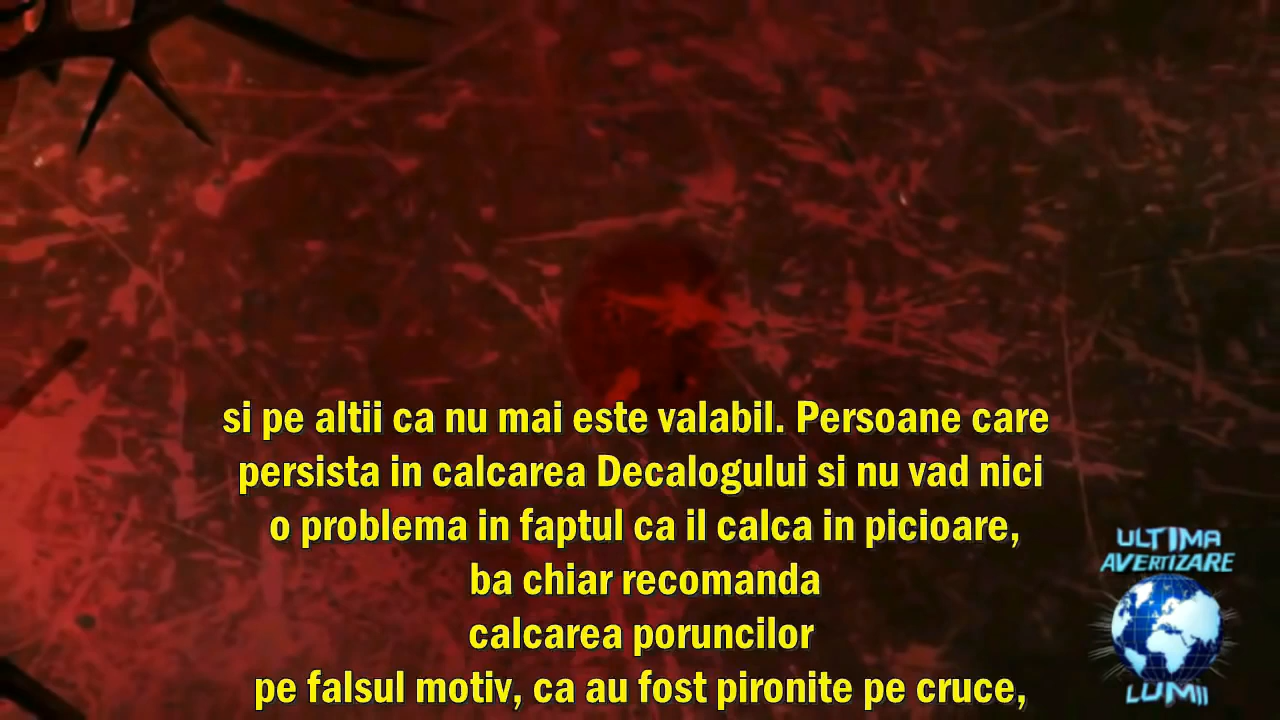 si pe altii ca nu mai este valabil. Persoane care
persista in calcarea Decalogului si nu vad nici
o problema in faptul ca il calca in picioare,
ba chiar recomanda
calcarea poruncilor
pe falsul motiv, ca au fost pironite pe cruce,
ULTIMA
AVERTIZARE
LUMII